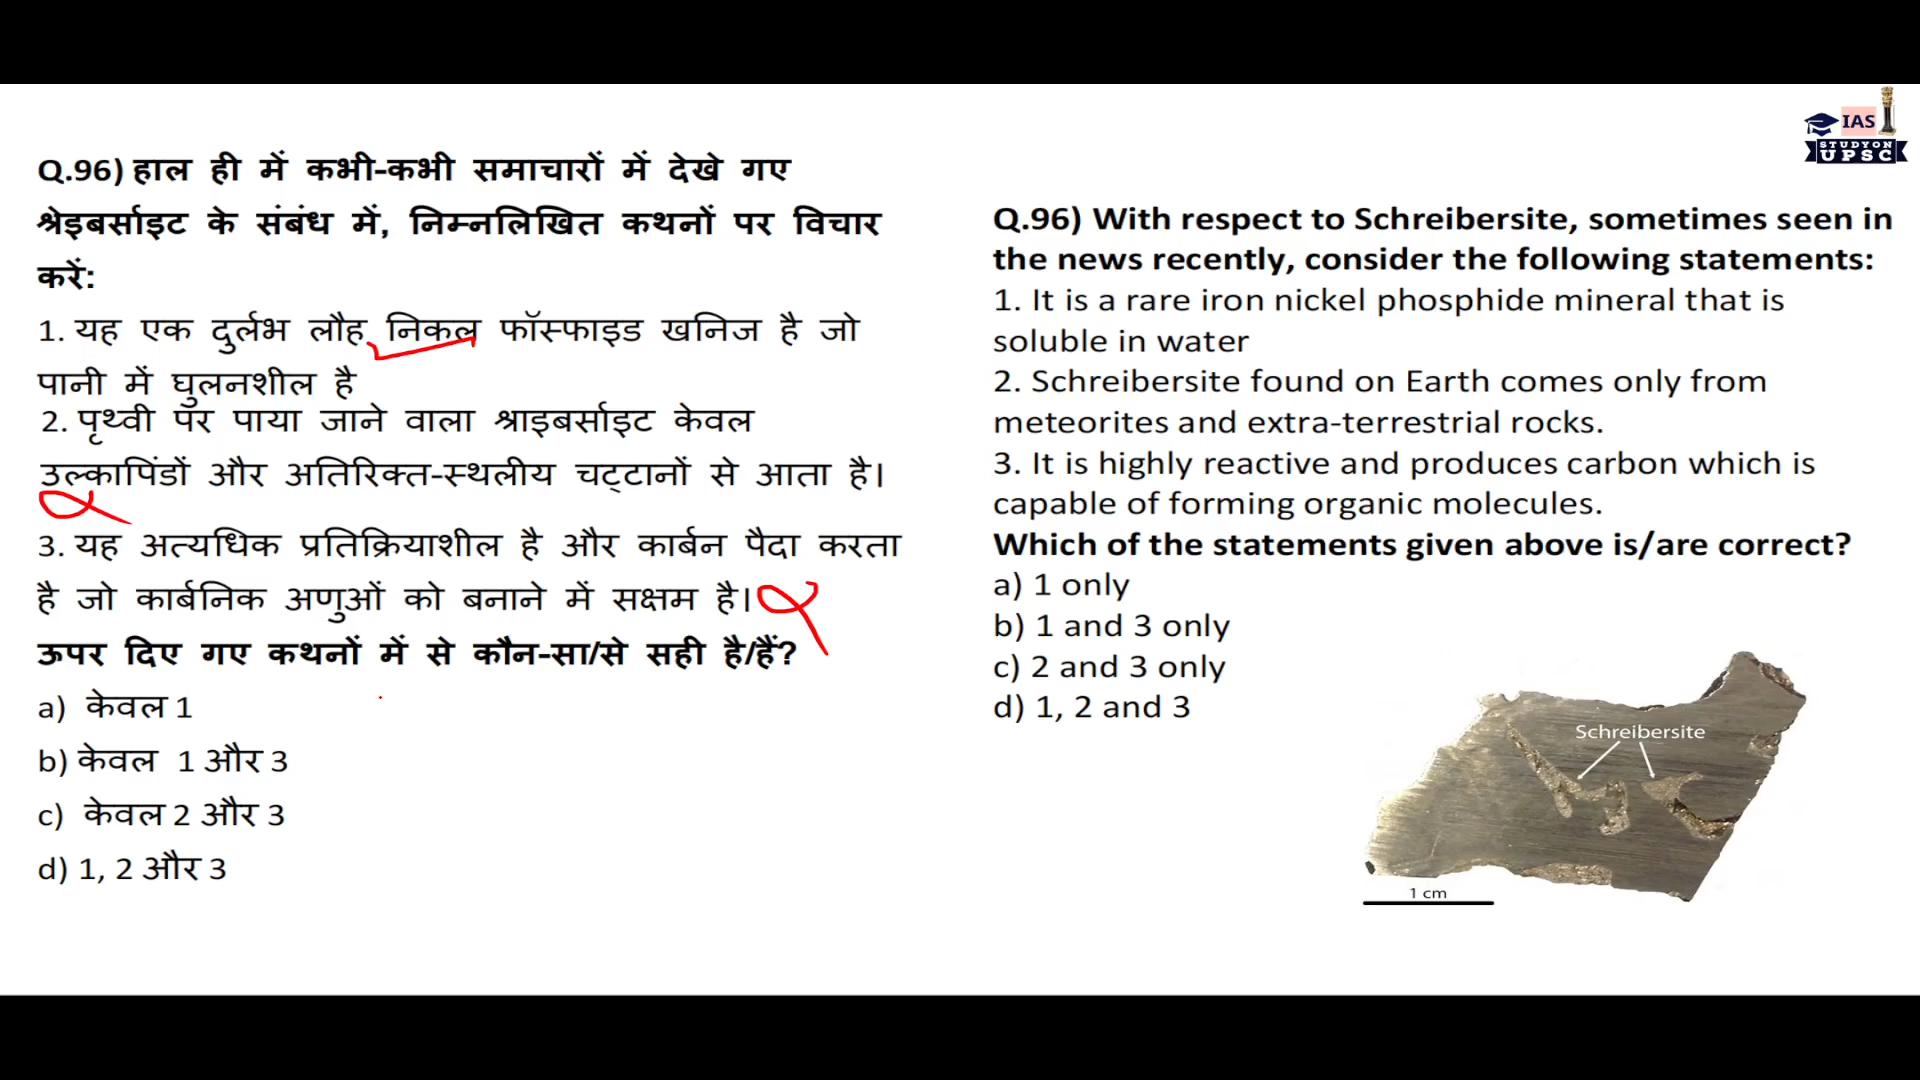 IAS
STUDYON
UPSC
Q.96) हाल ही में कभी-कभी समाचारों में देखे गए
श्रेइबर्साइट के संबंध में, निम्नलिखित कथनों पर विचार
करें:
1. यह एक दुर्लभ लौह निकल फॉस्फाइड खनिज है जो
पानी में घुलनशील है
2. पृथ्वी पर पाया जाने वाला श्राइबर्साइट केवल
उल्कापिंडों और अतिरिक्त-स्थलीय चट्टानों से आता है।
3. यह अत्यधिक प्रतिक्रियाशील है और कार्बन पैदा करता
है जो कार्बनिक अणुओं को बनाने में सक्षम है।
ऊपर दिए गए कथनों में से कौन-सा/से सही है/हैं?
a) केवल 1
b) केवल 1 और 3
c) केवल 2 और 3
d) 1, 2 और 3
Q.96) With respect to Schreibersite, sometimes seen in
the news recently, consider the following statements:
1. It is a rare iron nickel phosphide mineral that is
soluble in water
2. Schreibersite found on Earth comes only from
meteorites and extra-terrestrial rocks.
3. It is highly reactive and produces carbon which is
capable of forming organic molecules.
Which of the statements given above is/are correct?
a) 1 only
b) 1 and 3 only
c) 2 and 3 only
d) 1, 2 and 3
Schreibersite
1 cm